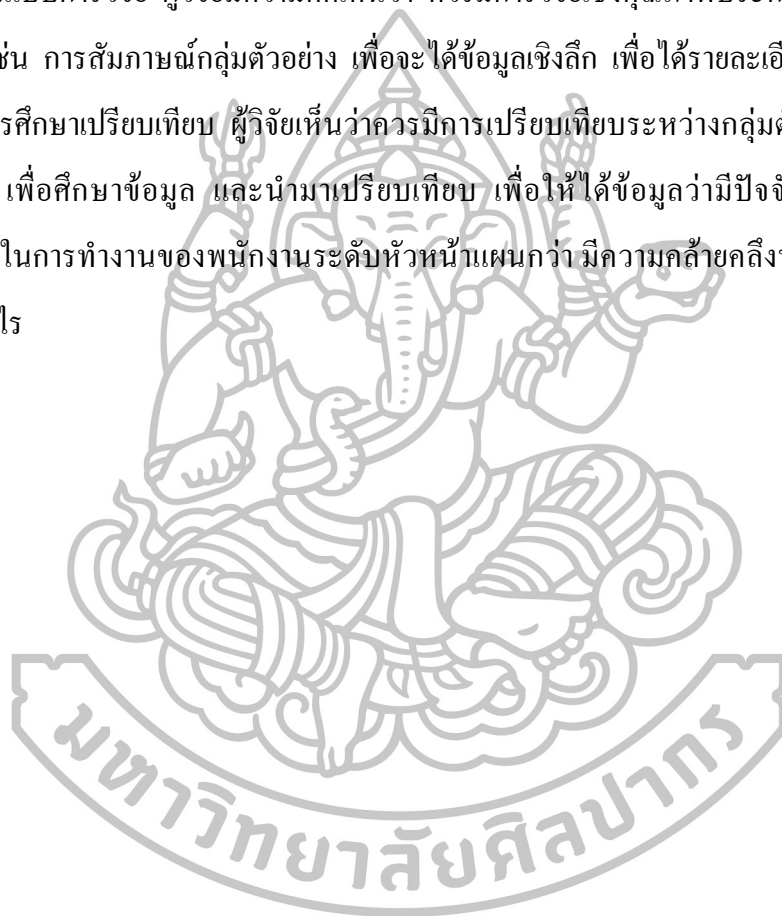 ช่น การสัมภาษณ์กลุ่มตัวอย่าง เพื่อจะได้ข้อมูลเชิงลึก เพื่อได้รายละเอี
รศึกษาเปรียบเทียบ ผู้วิจัยเห็นว่าควรมีการเปรียบเทียบระหว่างกลุ่มตั
เพื่อศึกษาข้อมูล และนำมาเปรียบเทียบ เพื่อให้ได้ข้อมูลว่ามีปัจจั
ในการทำงานของพนักงานระดับหัวหน้าแผนกว่า มีความคล้ายคลึง
ไร
มหาวิทยาลัยศิลปากร